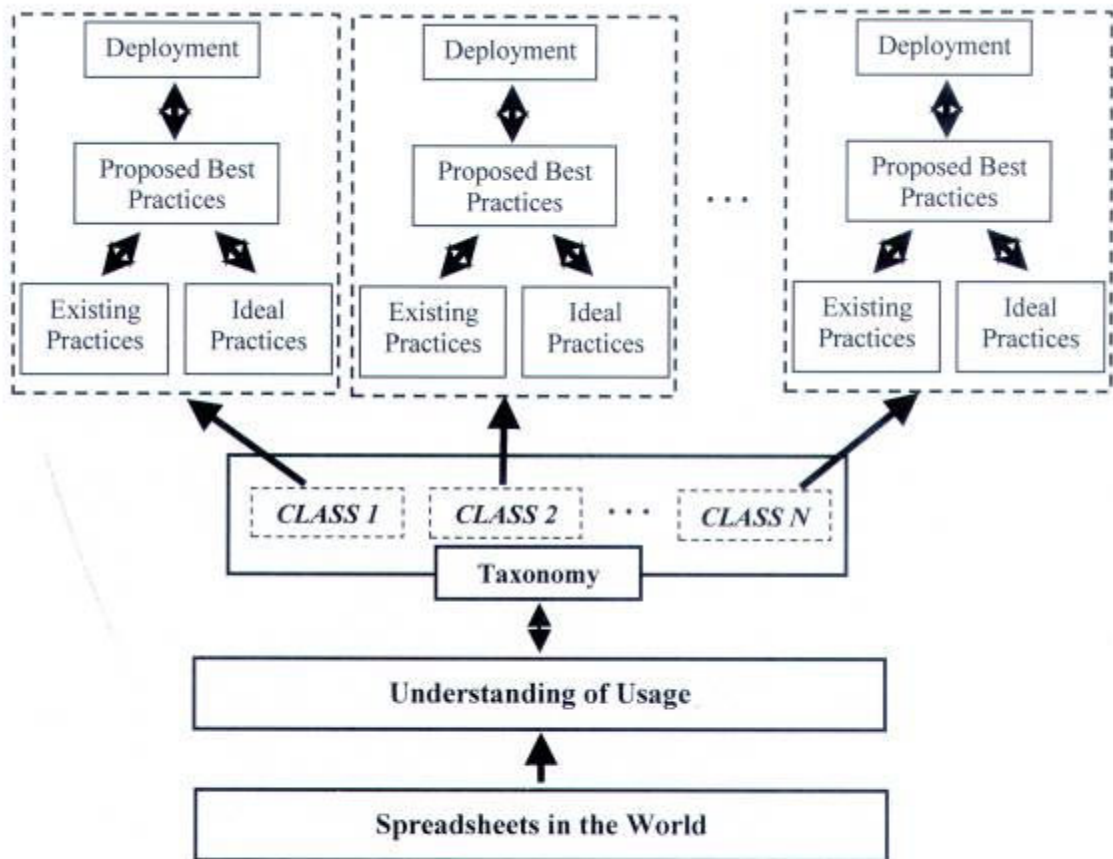 Deployment
Proposed Best
Practices
Existing
Practices
Ideal
Practices
Deployment
Proposed Best
Practices
Existing
Practices
Ideal
Practices
. . .
Deployment
Proposed Best
Practices
Existing
Practices
Ideal
Practices
CLASS 1
CLASS 2
. . .
CLASS N
Taxonomy
Understanding of Usage
Spreadsheets in the World